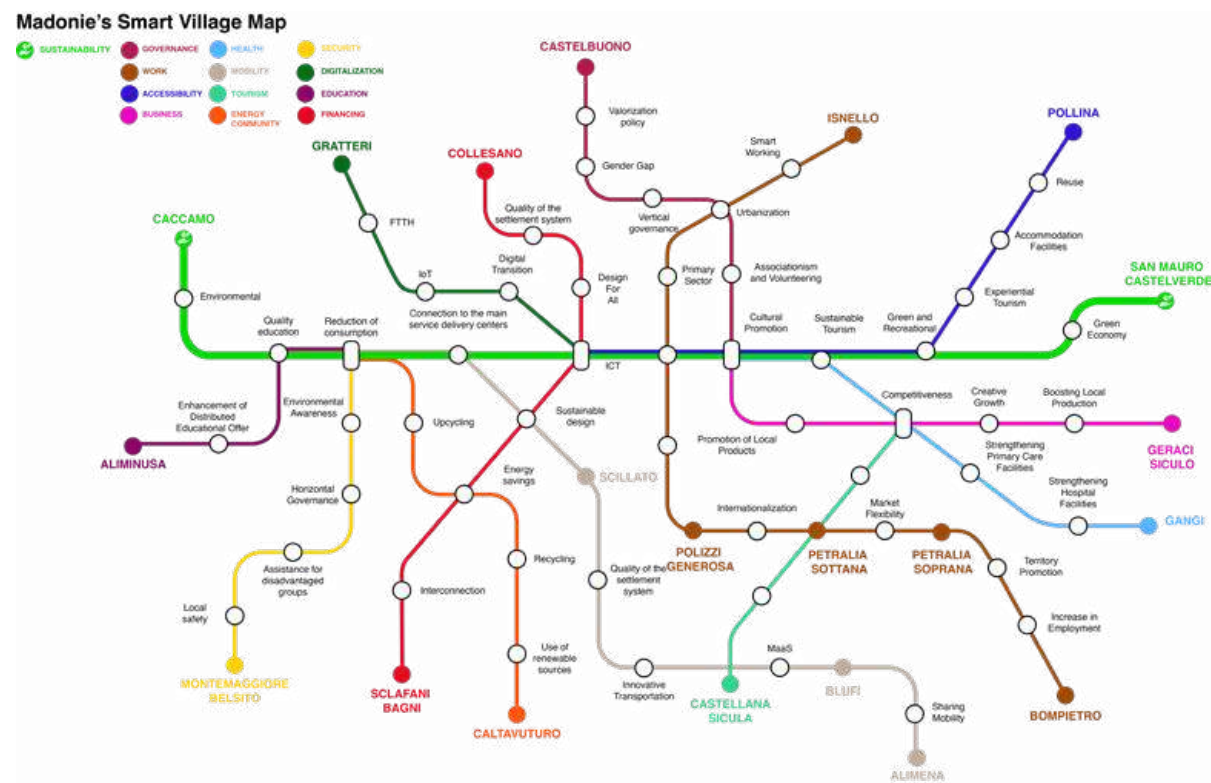 Madonie's Smart Village Map
SUSTAINABILITY
GOVERNANCE
HEALTH
SECURITY
WORK
MOBILITY
DIGITALIZATION
ACCESSIBILITY
TOURISM
EDUCATION
BUSINESS
ENERGY
COMMUNITY
FINANCING
CASTELBUONO
Valorization
policy
Gender Gap
Vertical
governance
Urbanization
Smart
Working
ISNELLO
POLLINA
Reuse
Accommodation
Facilities
Experiential
Tourism
SAN MAURO
CASTELVERDE
Green
Economy
GRATTERI
FTTH
IoT
Digital
Transition
COLLESANO
Quality of the
settlement system
Design
For
All
Primary
Sector
Associationism
and Volunteering
CACCAMO
Environmental
Quality
education
Reduction of
consumption
Connection to the main
service delivery centers
ICT
Cultural
Promotion
Sustainable
Tourism
Green and
Recreational
Enhancement of
Distributed
Educational Offer
ALIMINUSA
Environmental
Awareness
Upcycling
Sustainable
design
Promotion of Local
Products
Competitiveness
Creative
Growth
Boosting Local
Production
GERACI
SICULO
Strengthening
Primary Care
Facilities
Strengthening
Hospital
Facilities
GANGI
Horizontal
Governance
Energy
savings
SCILLATO
Internationalization
Market
Flexibility
POLIZZI
GENEROSA
PETRALIA
SOTTANA
PETRALIA
SOPRANA
Territory
Promotion
Assistance for
disadvantaged
groups
Local
safety
Interconnection
Recycling
Quality of the
settlement system
Increase in
Employment
MONTEMAGGIORE
BELSITO
SCLAFANI
BAGNI
Use of
renewable
sources
CALTAVUTURO
Innovative
Transportation
MaaS
BLUFI
CASTELLANA
SICULA
Sharing
Mobility
ALIMENA
BOMPIETRO